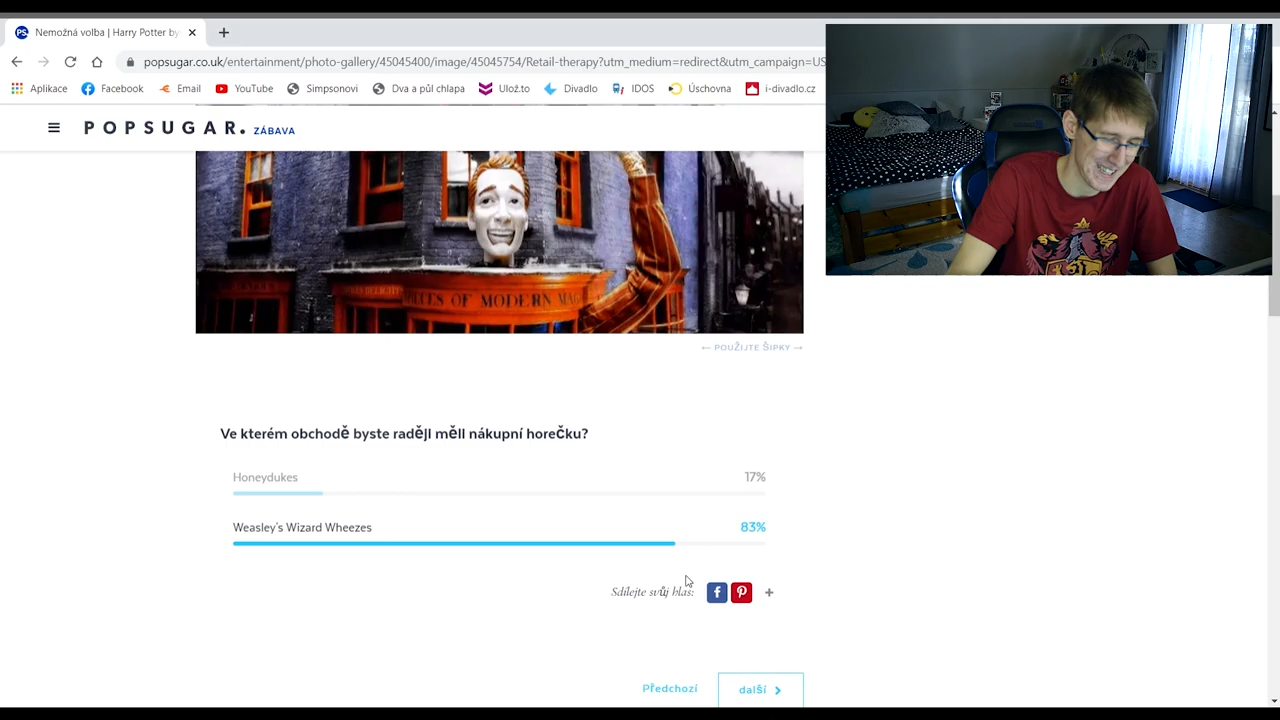 Nemožná volba | Harry Potter by
popsugar.co.uk/entertainment/photo-gallery/45045400/image/45045754/Retail-therapy?utm_medium=redirect&utm_campaign=US
Aplikace Facebook Email YouTube Simpsonovi Dva a půl chlapa Ulož.to Divadlo IDOS Úschovna i-divadlo.cz
POPSUGAR. ZÁBAVA
OF MODERN
← POUŽIJTE ŠIPKY →
Ve kterém obchodě byste raději měli nákupní horečku?
Honeydukes 17%
Weasley's Wizard Wheezes 83%
Sdílejte svůj hlas:
Předchozí další